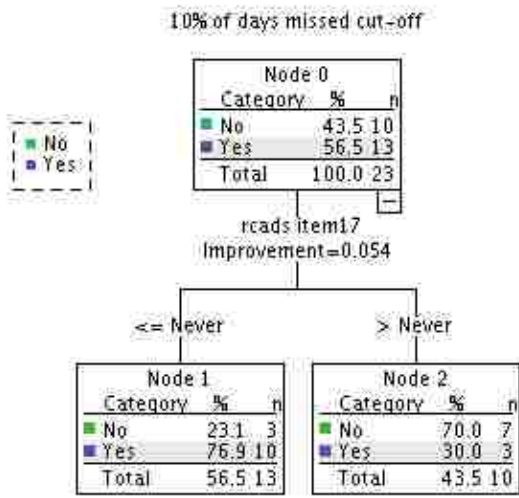 10% of days missed cut-off
Node 0
Category % n
No 43.5 10
Yes 56.5 13
Total 100.0 23
No
Yes
rcads item17
Improvement=0.054
<= Never
> Never
Node 1
Category % n
No 23.1 3
Yes 76.9 10
Total 56.5 13
Node 2
Category % n
No 70.0 7
Yes 30.0 3
Total 43.5 10